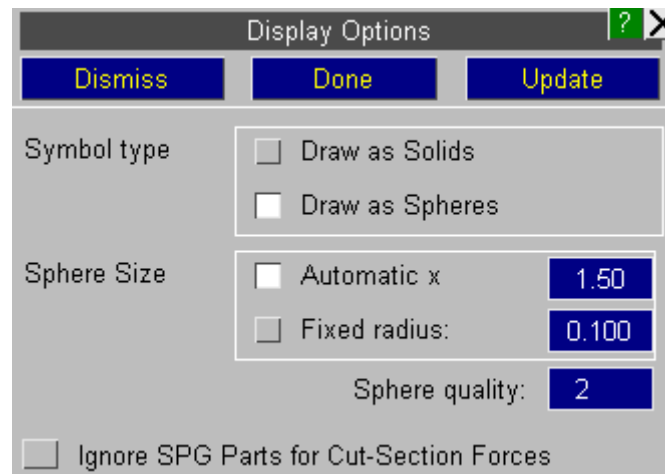 Display Options ? X
Dismiss Done Update
Symbol type Draw as Solids
Draw as Spheres
Sphere Size Automatic x 1.50
Fixed radius: 0.100
Sphere quality: 2
Ignore SPG Parts for Cut-Section Forces